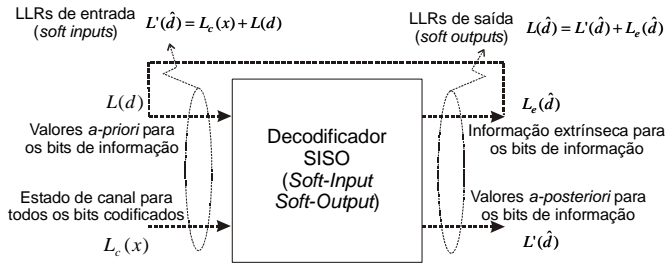 LLRs de entrada
(soft inputs)
L'(d̂) = L_c(x) + L(d)
LLRs de saída
(soft outputs)
L(d̂) = L'(d̂) + L_e(d̂)
L(d)
Valores a-priori para
os bits de informação
Estado de canal para
todos os bits codificados
L_c(x)
Decodificador
SISO
(Soft-Input
Soft-Output)
L_e(d̂)
Informação extrínseca para
os bits de informação
Valores a-posteriori para
os bits de informação
L'(d̂)